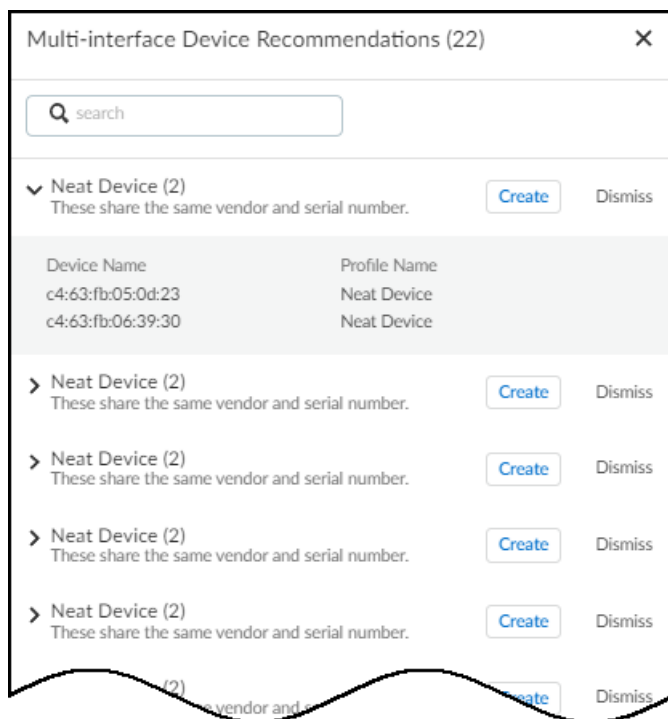 Multi-interface Device Recommendations (22)
search
Neat Device (2)
These share the same vendor and serial number.
Create
Dismiss
Device Name Profile Name
c4:63:fb:05:0d:23 Neat Device
c4:63:fb:06:39:30 Neat Device
Neat Device (2)
These share the same vendor and serial number.
Create
Dismiss
Neat Device (2)
These share the same vendor and serial number.
Create
Dismiss
Neat Device (2)
These share the same vendor and serial number.
Create
Dismiss
Neat Device (2)
These share the same vendor and serial number.
Create
Dismiss
(2)
vendor and
Dismiss